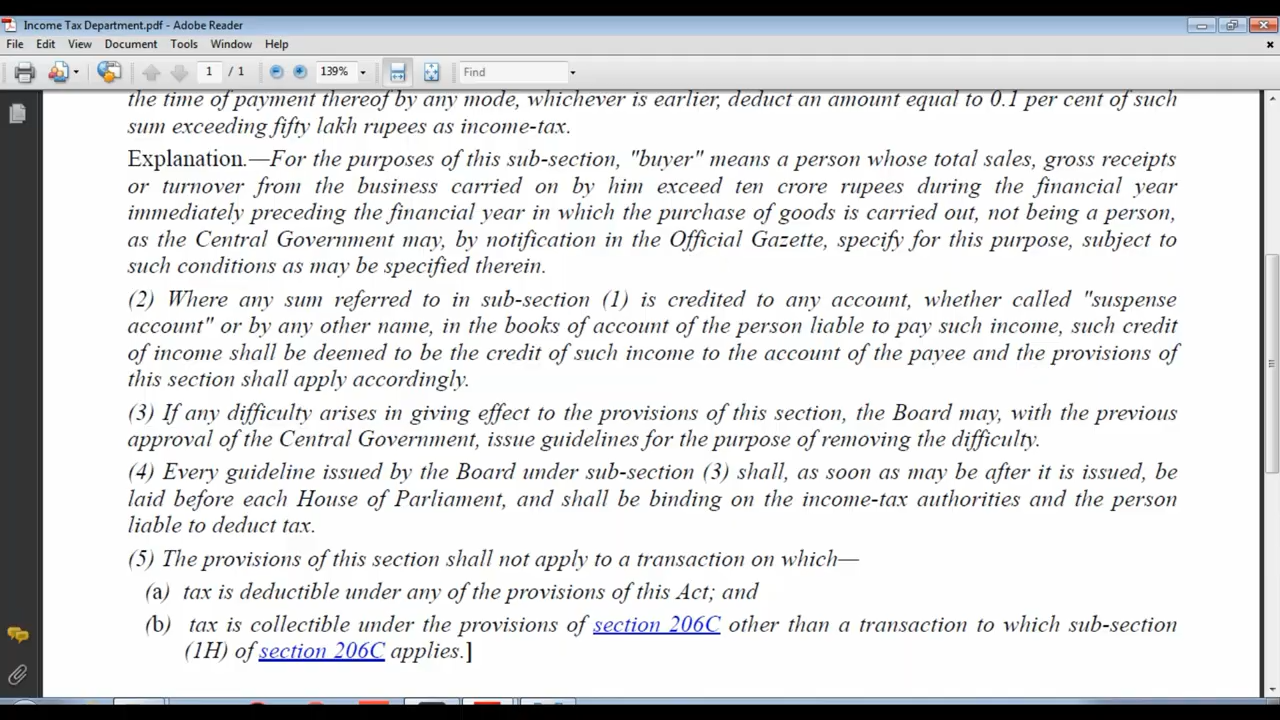 Income Tax Department.pdf - Adobe Reader
File Edit View Document Tools Window Help
1 / 1 139% Find
the time of payment thereof by any mode, whichever is earlier, deduct an amount equal to 0.1 per cent of such
sum exceeding fifty lakh rupees as income-tax.
Explanation.—For the purposes of this sub-section, "buyer" means a person whose total sales, gross receipts
or turnover from the business carried on by him exceed ten crore rupees during the financial year
immediately preceding the financial year in which the purchase of goods is carried out, not being a person,
as the Central Government may, by notification in the Official Gazette, specify for this purpose, subject to
such conditions as may be specified therein.
(2) Where any sum referred to in sub-section (1) is credited to any account, whether called "suspense
account" or by any other name, in the books of account of the person liable to pay such income, such credit
of income shall be deemed to be the credit of such income to the account of the payee and the provisions of
this section shall apply accordingly.
(3) If any difficulty arises in giving effect to the provisions of this section, the Board may, with the previous
approval of the Central Government, issue guidelines for the purpose of removing the difficulty.
(4) Every guideline issued by the Board under sub-section (3) shall, as soon as may be after it is issued, be
laid before each House of Parliament, and shall be binding on the income-tax authorities and the person
liable to deduct tax.
(5) The provisions of this section shall not apply to a transaction on which—
(a) tax is deductible under any of the provisions of this Act; and
(b) tax is collectible under the provisions of section 206C other than a transaction to which sub-section
(1H) of section 206C applies.]